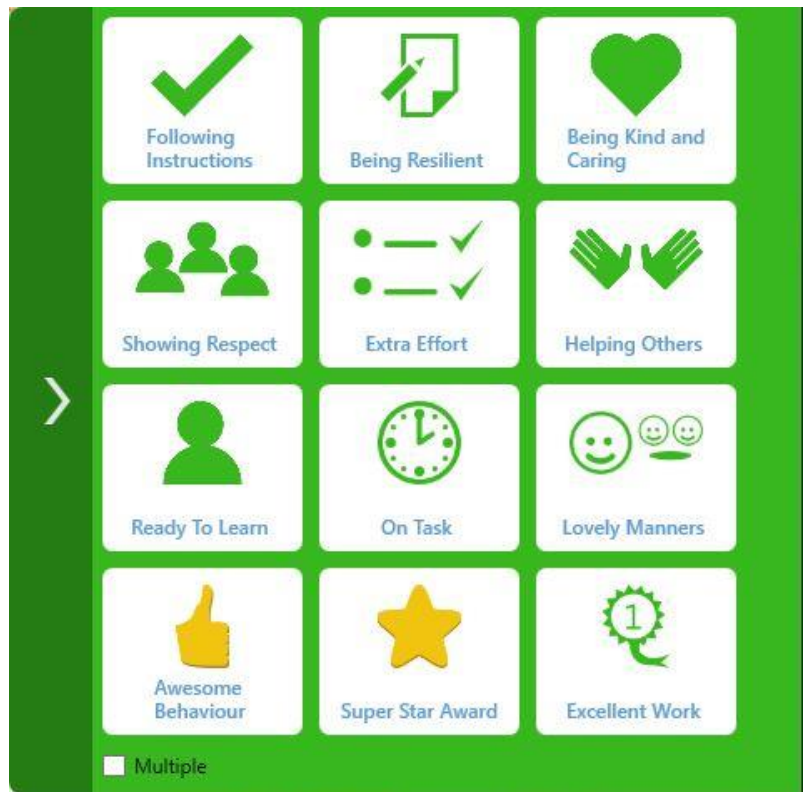 Following
Instructions
Being Resilient
Being Kind and
Caring
Showing Respect
Extra Effort
Helping Others
Ready To Learn
On Task
Lovely Manners
Awesome
Behaviour
Super Star Award
1
Excellent Work
Multiple